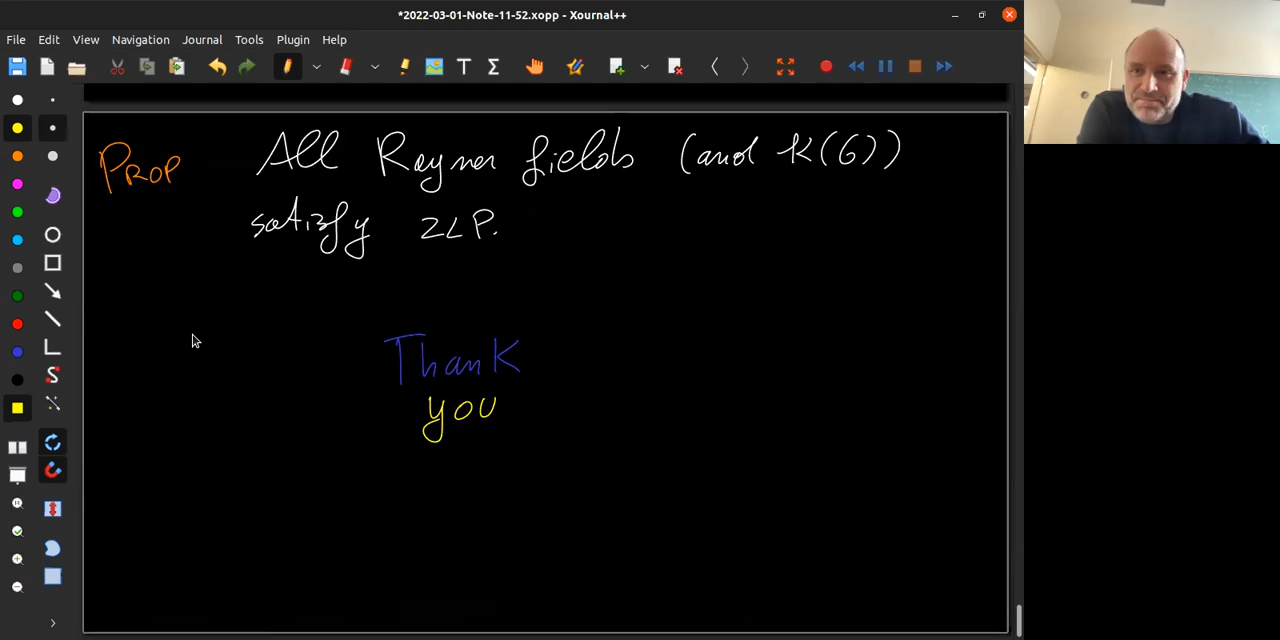 *2022-03-01-Note-11-52.xopp - Xournal++
File Edit View Navigation Journal Tools Plugin Help
PROP All Rayner fields (and K(G))
satisfy ZLP.
Thank
you